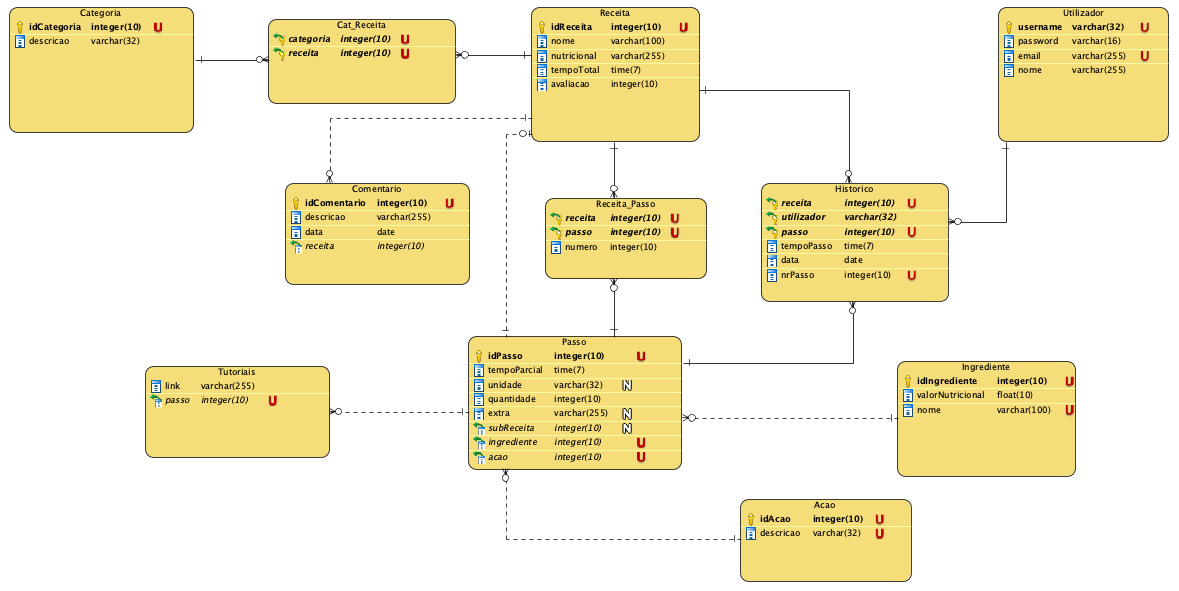 Categoria
idCategoria integer(10) U
descricao varchar(32)
Cat_Receita
categoria integer(10) U
receita integer(10) U
Receita
idReceita integer(10) U
nome varchar(100)
nutricional varchar(255)
tempoTotal time(7)
avaliacao integer(10)
Utilizador
username varchar(32) U
password varchar(16)
email varchar(255) U
nome varchar(255)
Comentario
idComentario integer(10) U
descricao varchar(255)
data date
receita integer(10)
Receita_Passo
receita integer(10) U
passo integer(10) U
numero integer(10)
Historico
receita integer(10) U
utilizador varchar(32)
passo integer(10) U
tempoPasso time(7)
data date
nrPasso integer(10) U
Tutoriais
link varchar(255)
passo integer(10) U
Passo
idPasso integer(10) U
tempoParcial time(7)
unidade varchar(32) N
quantidade integer(10)
extra varchar(255) N
subReceita integer(10) N
ingrediente integer(10) U
acao integer(10) U
Ingrediente
idIngrediente integer(10) U
valorNutricional float(10)
nome varchar(100) U
Acao
idAcao integer(10) U
descricao varchar(32) U